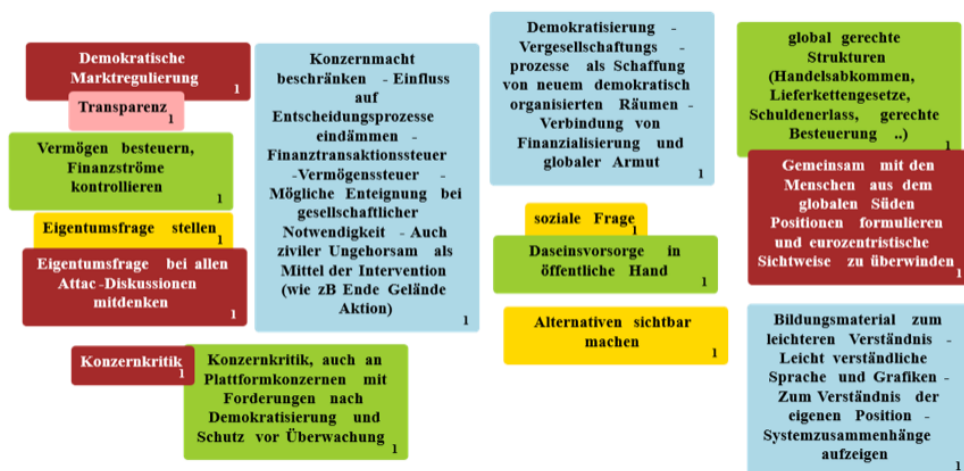 Demokratische
Marktregulierung
1
Transparenz
1
Vermögen besteuern,
Finanzströme
kontrollieren
1
Eigentumsfrage stellen
1
Eigentumsfrage bei allen
Attac-Diskussionen
mitdenken
1
Konzernkritik
1
Konzernkritik, auch an
Plattformkonzernen mit
Forderungen nach
Demokratisierung und
Schutz vor Überwachung
1
Konzernmacht
beschränken - Einfluss
auf
Entscheidungsprozesse
eindämmen -
Finanztransaktionssteuer
-Vermögenssteuer -
Mögliche Enteignung bei
gesellschaftlicher
Notwendigkeit - Auch
ziviler Ungehorsam als
Mittel der Intervention
(wie zB Ende Gelände
Aktion)
1
Demokratisierung -
Vergesellschaftungs -
prozesse als Schaffung
von neuem demokratisch
organisierten Räumen -
Verbindung von
Finanzialisierung und
globaler Armut
1
soziale Frage
1
Daseinsvorsorge in
öffentliche Hand
1
Alternativen sichtbar
machen
1
global gerechte
Strukturen
(Handelsabkommen,
Lieferkettengesetze,
Schuldenerlass, gerechte
Besteuerung ..)
1
Gemeinsam mit den
Menschen aus dem
globalen Süden
Positionen formulieren
und eurozentristische
Sichtweise zu überwinden
1
Bildungsmaterial zum
leichteren Verständnis -
Leicht verständliche
Sprache und Grafiken -
Zum Verständnis der
eigenen Position -
Systemzusammenhänge
aufzeigen
1